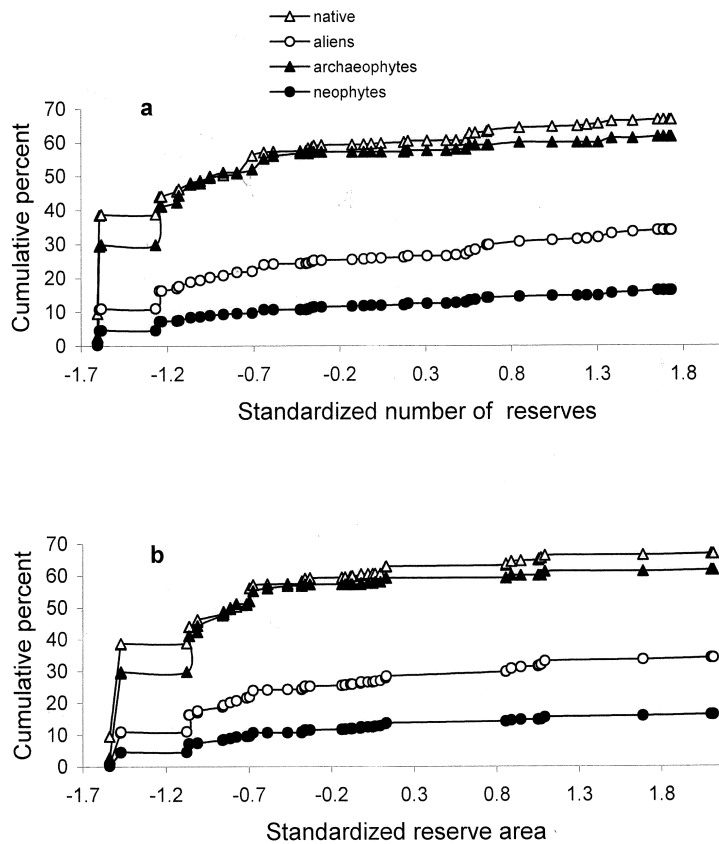 native
aliens
archaeophytes
neophytes
a
70
60
50
40
30
20
10
0
Cumulative percent
-1.7 -1.2 -0.7 -0.2 0.3 0.8 1.3 1.8
Standardized number of reserves
b
70
60
50
40
30
20
10
0
Cumulative percent
-1.7 -1.2 -0.7 -0.2 0.3 0.8 1.3 1.8
Standardized reserve area